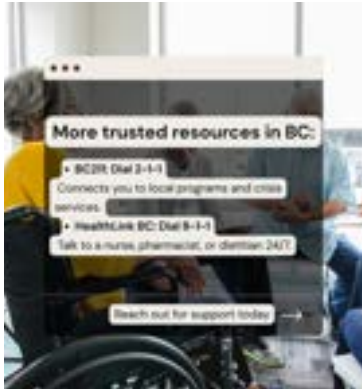 More trusted resources in BC:
• BC211: Dial 2-1-1
Connects you to local programs and crisis
services.
• HealthLink BC: Dial 8-1-1
Talk to a nurse, pharmacist, or dietitian 24/7.
Reach out for support today